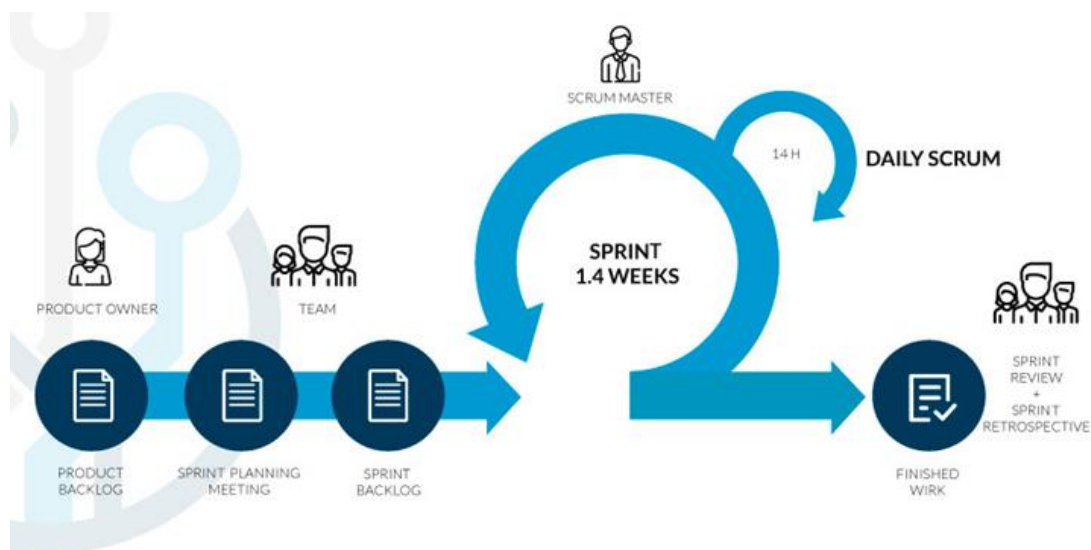 SCRUM MASTER
14 H
DAILY SCRUM
SPRINT
1.4 WEEKS
PRODUCT OWNER
TEAM
PRODUCT
BACKLOG
SPRINT PLANNING
MEETING
SPRINT
BACKLOG
FINISHED
WIRK
SPRINT
REVIEW
+
SPRINT
RETROSPECTIVE